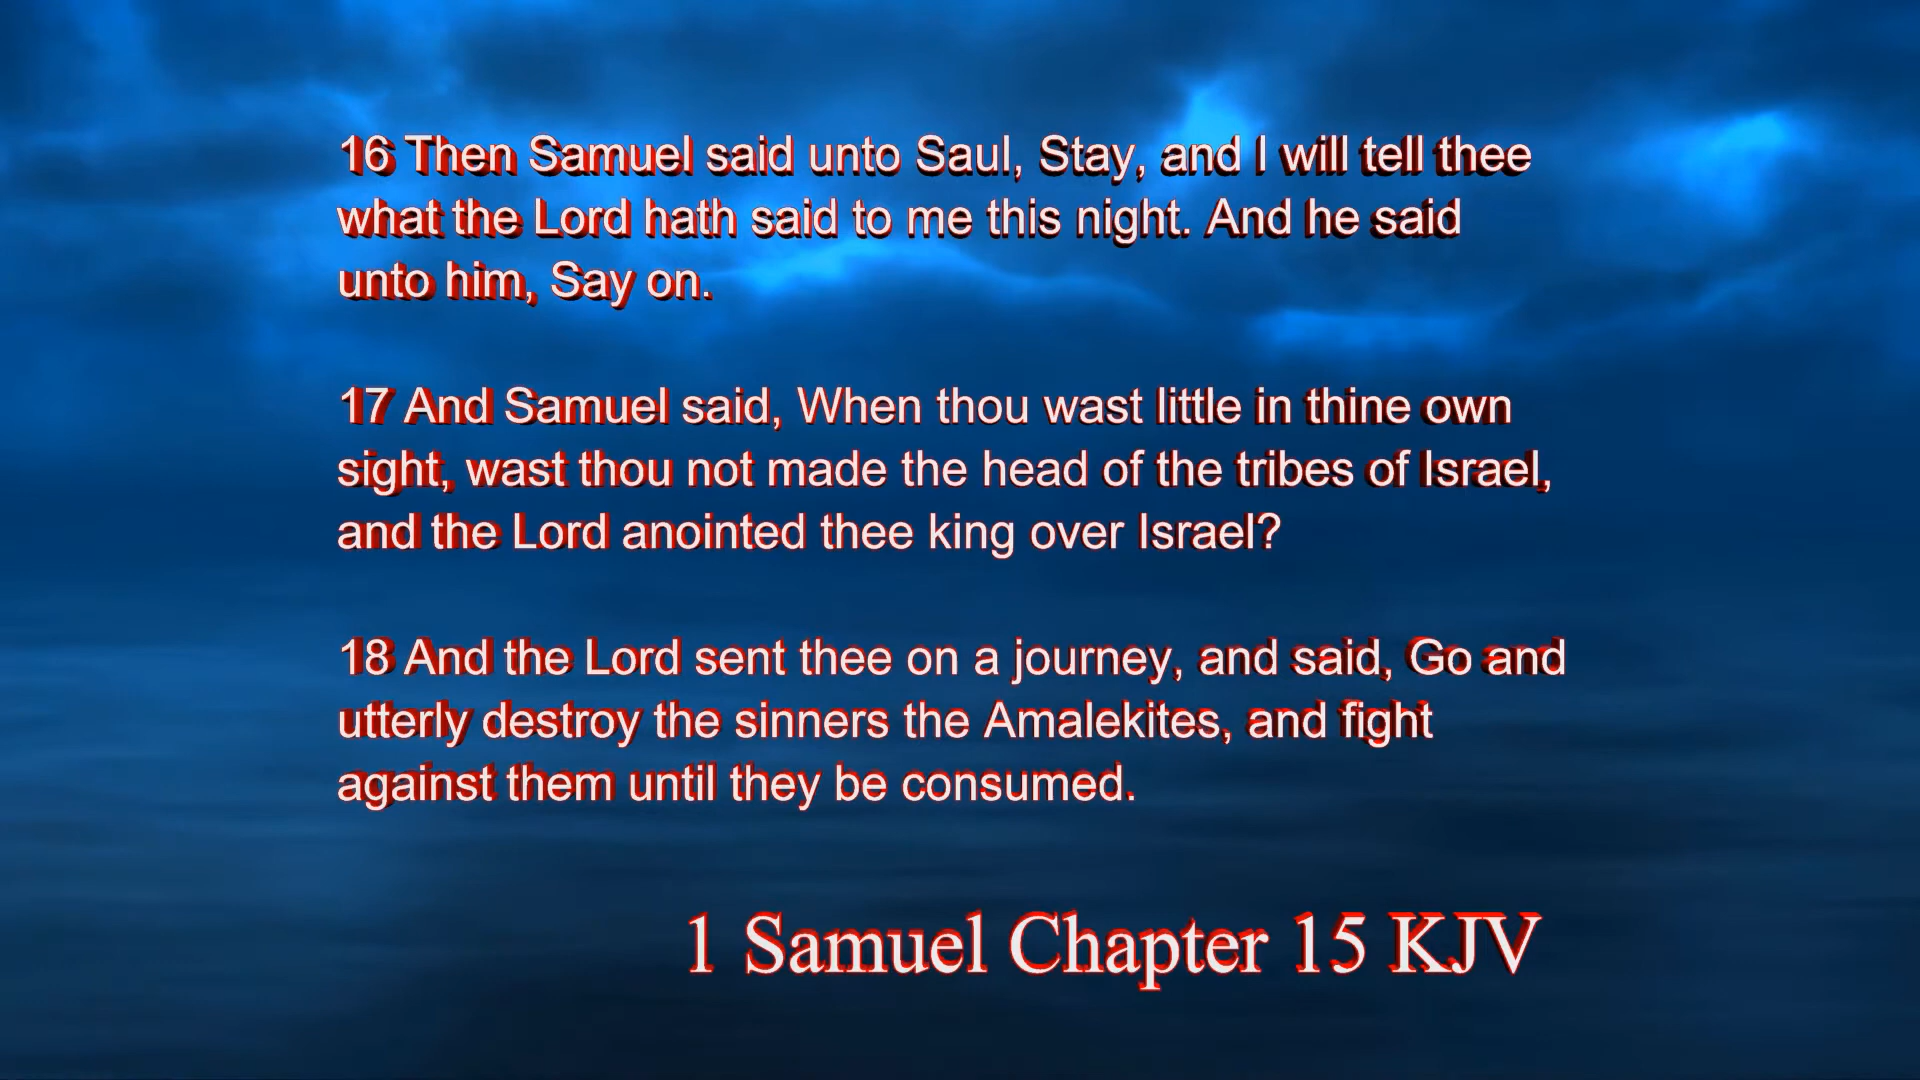 16 Then Samuel said unto Saul, Stay, and I will tell thee
what the Lord hath said to me this night. And he said
unto him, Say on.
17 And Samuel said, When thou wast little in thine own
sight, wast thou not made the head of the tribes of Israel,
and the Lord anointed thee king over Israel?
18 And the Lord sent thee on a journey, and said, Go and
utterly destroy the sinners the Amalekites, and fight
against them until they be consumed.
1 Samuel Chapter 15 KJV